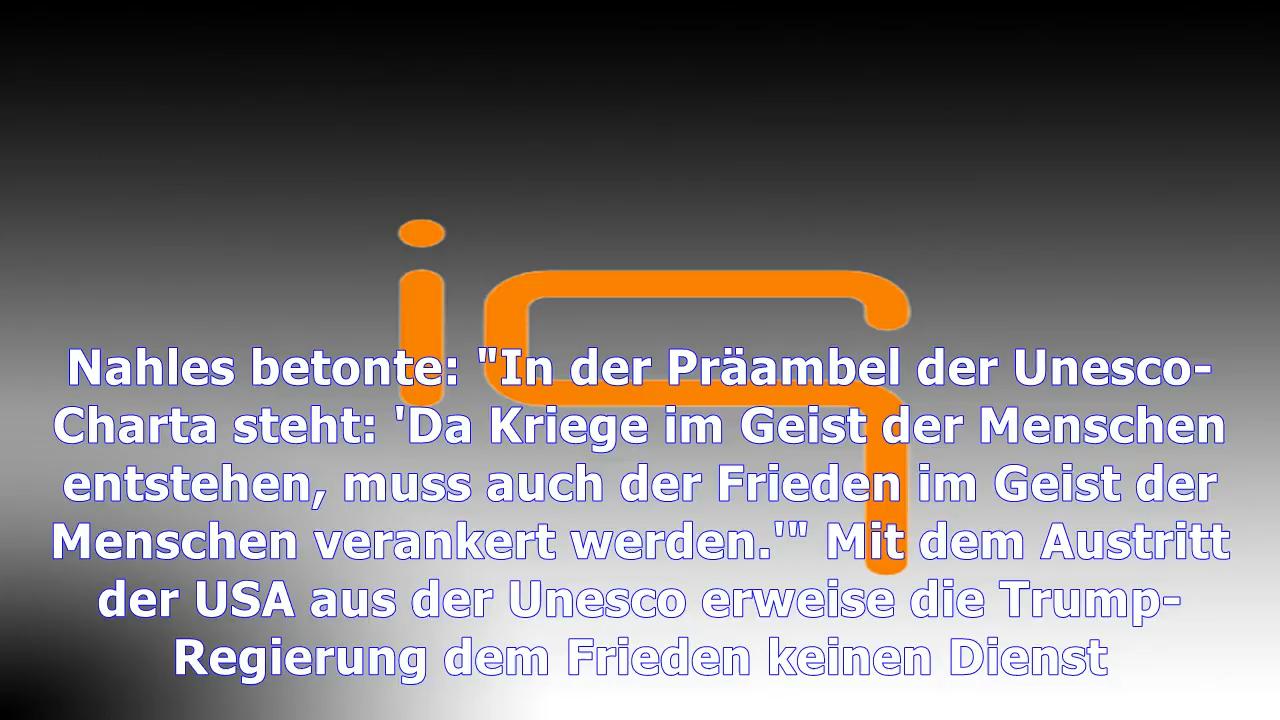 Nahles betonte: "In der Präambel der Unesco-
Charta steht: 'Da Kriege im Geist der Menschen
entstehen, muss auch der Frieden im Geist der
Menschen verankert werden.'" Mit dem Austritt
der USA aus der Unesco erweise die Trump-
Regierung dem Frieden keinen Dienst